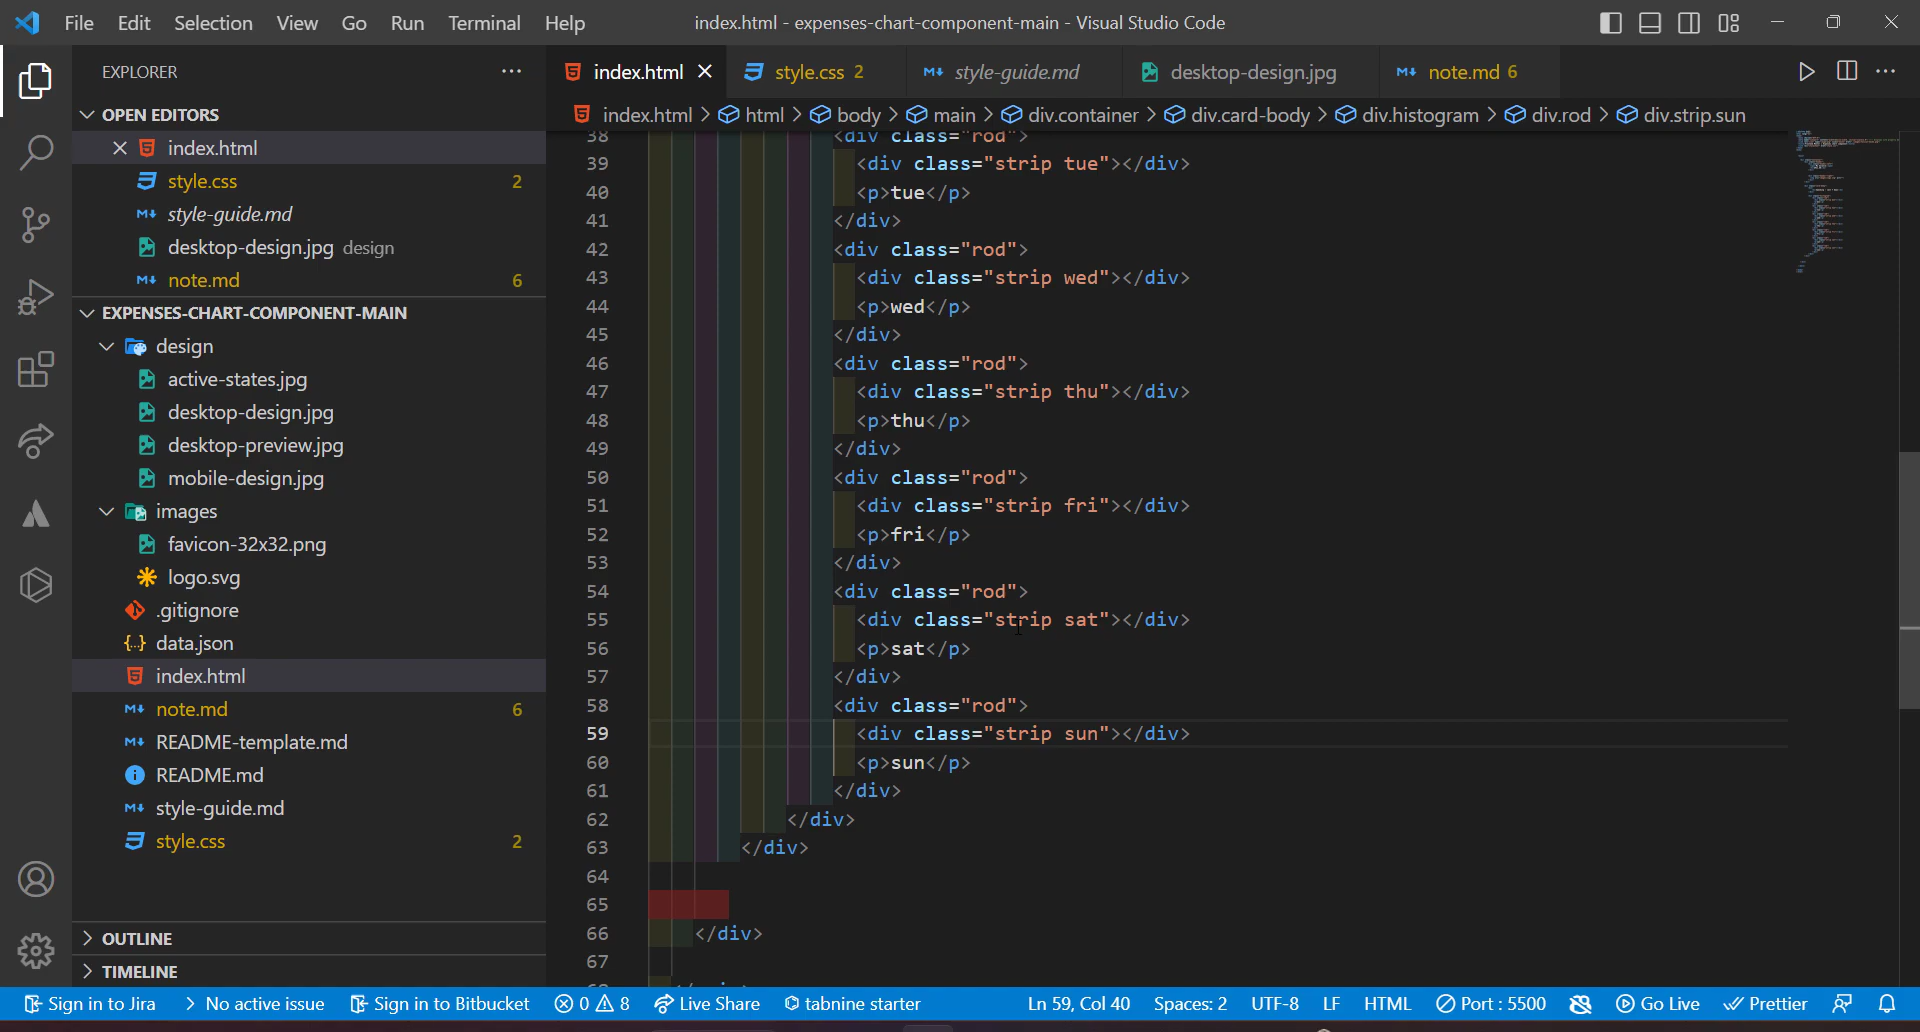 File Edit Selection View Go Run Terminal Help
index.html - expenses-chart-component-main - Visual Studio Code
EXPLORER
index.html
style.css 2
style-guide.md
desktop-design.jpg
note.md 6
index.html > html > body > main > div.container > div.card-body > div.histogram > div.rod > div.strip.sun
OPEN EDITORS
index.html
style.css 2
style-guide.md
desktop-design.jpg design
note.md 6
EXPENSES-CHART-COMPONENT-MAIN
design
active-states.jpg
desktop-design.jpg
desktop-preview.jpg
mobile-design.jpg
images
favicon-32x32.png
logo.svg
.gitignore
data.json
index.html
note.md 6
README-template.md
README.md
style-guide.md
style.css 2
OUTLINE
TIMELINE
38 <div class="rod">
39 <div class="strip tue"></div>
40 <p>tue</p>
41 </div>
42 <div class="rod">
43 <div class="strip wed"></div>
44 <p>wed</p>
45 </div>
46 <div class="rod">
47 <div class="strip thu"></div>
48 <p>thu</p>
49 </div>
50 <div class="rod">
51 <div class="strip fri"></div>
52 <p>fri</p>
53 </div>
54 <div class="rod">
55 <div class="strip sat"></div>
56 <p>sat</p>
57 </div>
58 <div class="rod">
59 <div class="strip sun"></div>
60 <p>sun</p>
61 </div>
62 </div>
63 </div>
64
65
66 </div>
67
Sign in to Jira > No active issue Sign in to Bitbucket 0 8 Live Share tabnine starter
Ln 59, Col 40 Spaces: 2 UTF-8 LF HTML Port : 5500 Go Live Prettier